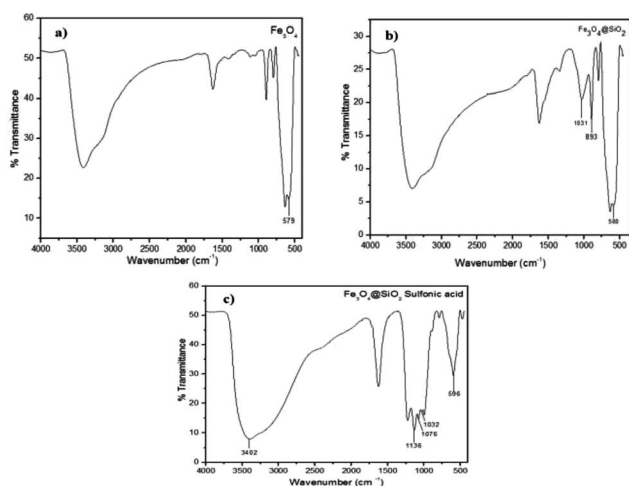 a)
Fe₃O₄
% Transmittance
60
50
40
30
20
10
579
4000 3500 3000 2500 2000 1500 1000 500
Wavenumber (cm⁻¹)
b)
Fe₃O₄@SiO₂
% Transmittance
30
25
20
15
10
5
0
1031
893
580
4000 3500 3000 2500 2000 1500 1000 500
Wavenumber (cm⁻¹)
c)
Fe₃O₄@SiO₂ Sulfonic acid
% Transmittance
60
50
40
30
20
10
0
3402
1136
1076
1032
596
4000 3500 3000 2500 2000 1500 1000 500
Wavenumber (cm⁻¹)